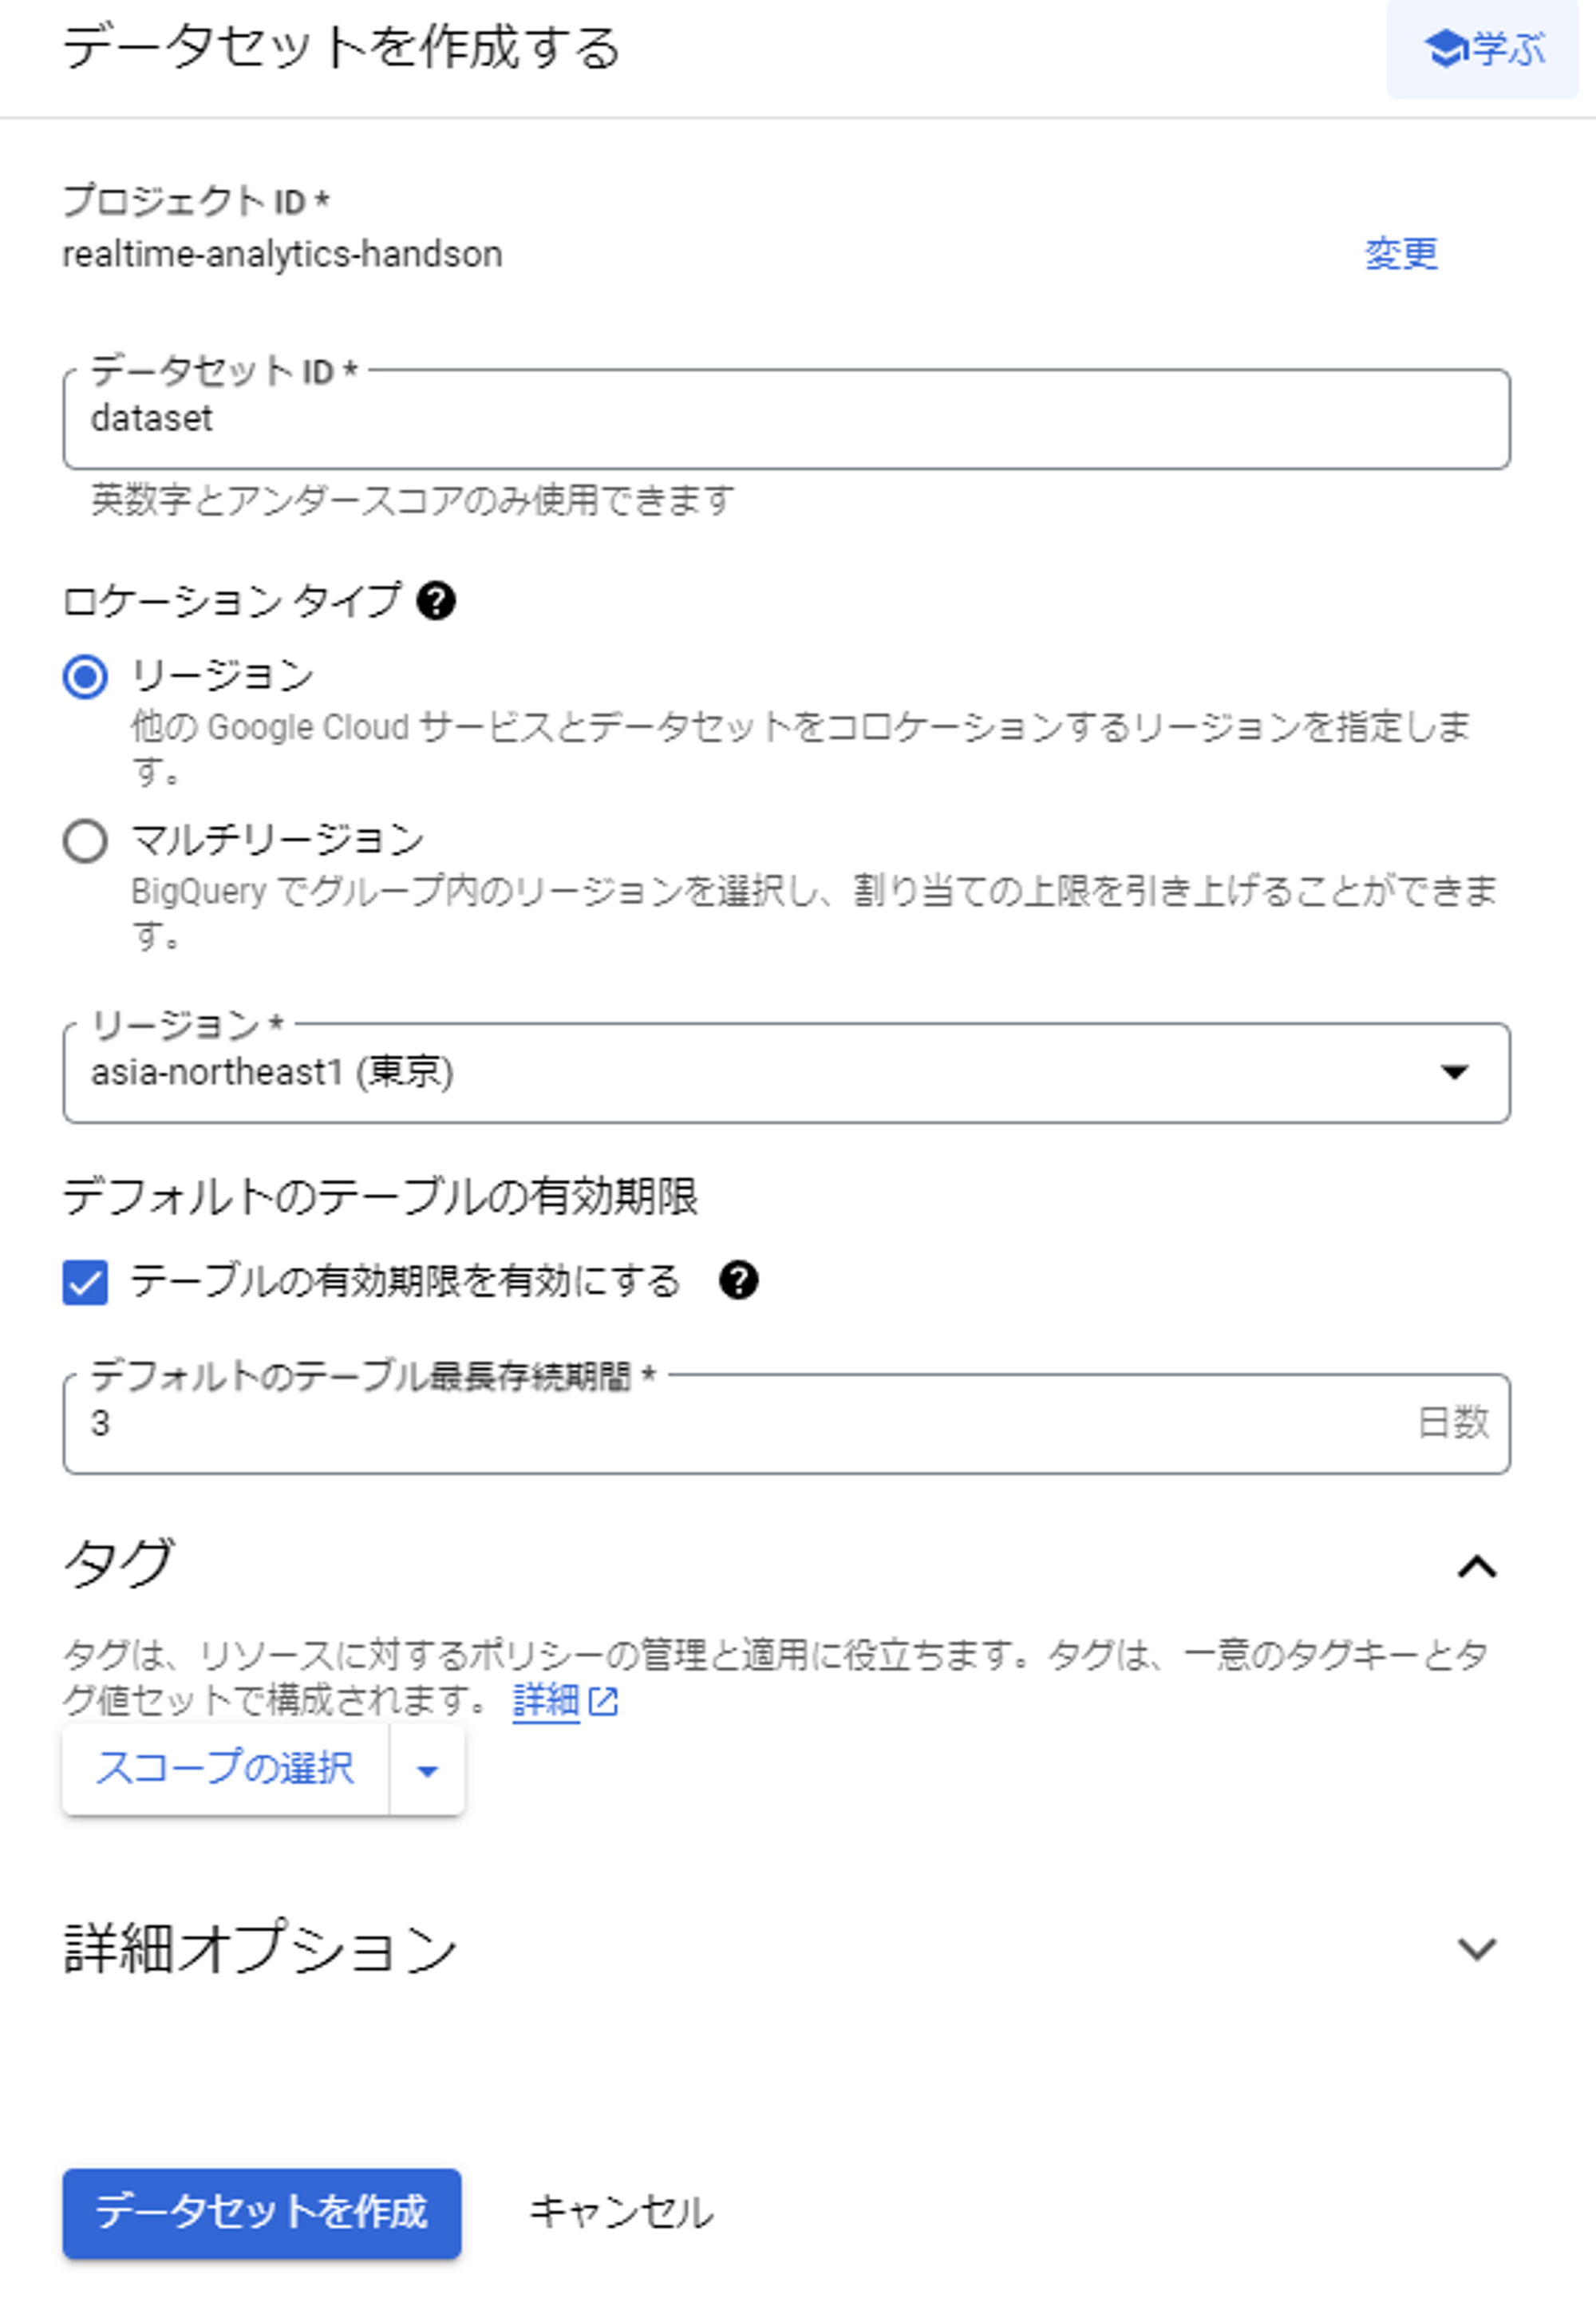 データセットを作成する
学ぶ
プロジェクト ID *
realtime-analytics-handson
変更
データセット ID *
dataset
英数字とアンダースコアのみ使用できます
ロケーション タイプ
リージョン
他の Google Cloud サービスとデータセットをコロケーションするリージョンを指定しま
す。
マルチリージョン
BigQuery でグループ内のリージョンを選択し、割り当ての上限を引き上げることができま
す。
リージョン *
asia-northeast1 (東京)
デフォルトのテーブルの有効期限
テーブルの有効期限を有効にする
デフォルトのテーブル最長存続期間 *
3
日数
タグ
タグは、リソースに対するポリシーの管理と適用に役立ちます。タグは、一意のタグキーとタ
グ値セットで構成されます。 詳細
スコープの選択
詳細オプション
データセットを作成
キャンセル